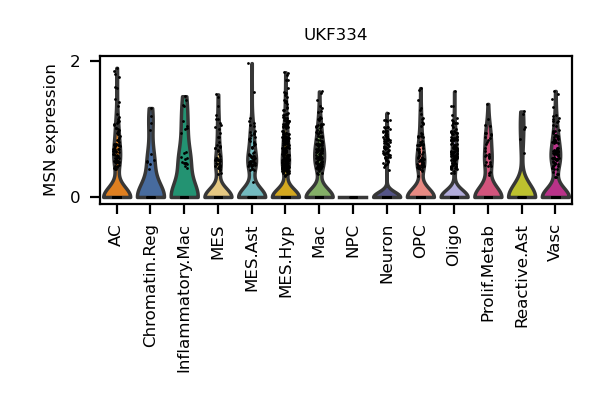 UKF334
MSN expression
2
0
AC
Chromatin.Reg
Inflammatory.Mac
MES
MES.Ast
MES.Hyp
Mac
NPC
Neuron
OPC
Oligo
Prolif.Metab
Reactive.Ast
Vasc